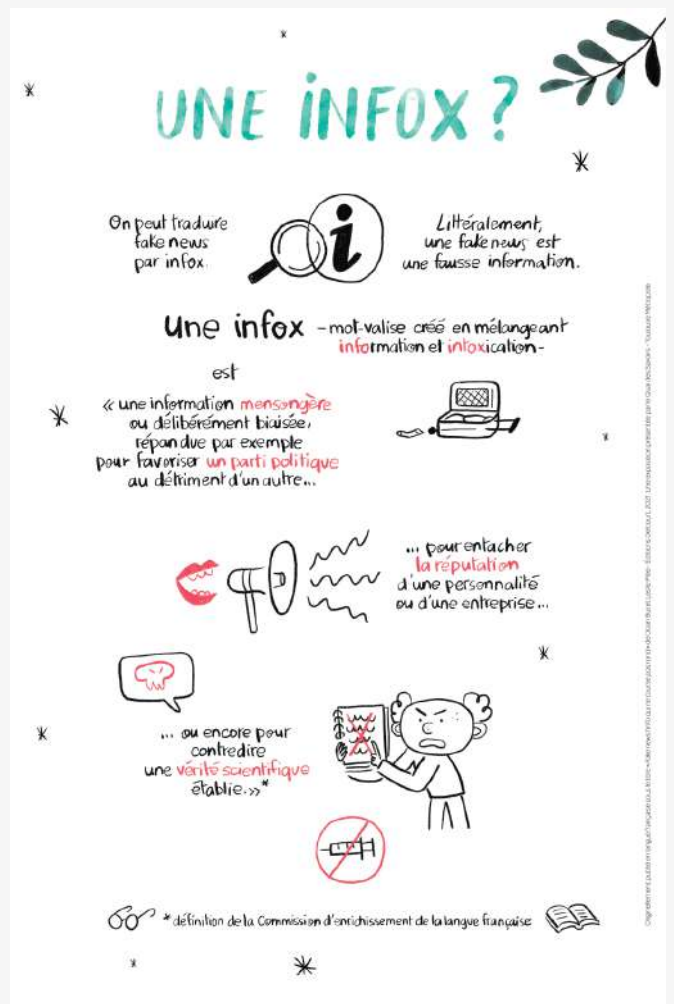 UNE INFOX ?
On peut traduire
fake news
par infox.
Littéralement,
une fake news est
une fausse information.
Une infox - mot-valise créé en mélangeant
information et intoxication -
est
« une information mensongère
ou délibérément biaisée,
répandue par exemple
pour favoriser un parti politique
au détriment d'un autre...
... pour entacher
la réputation
d'une personnalité
ou d'une entreprise...
... ou encore pour
contredire
une vérité scientifique
établie.»*
* définition de la Commission d'enrichissement de la langue française